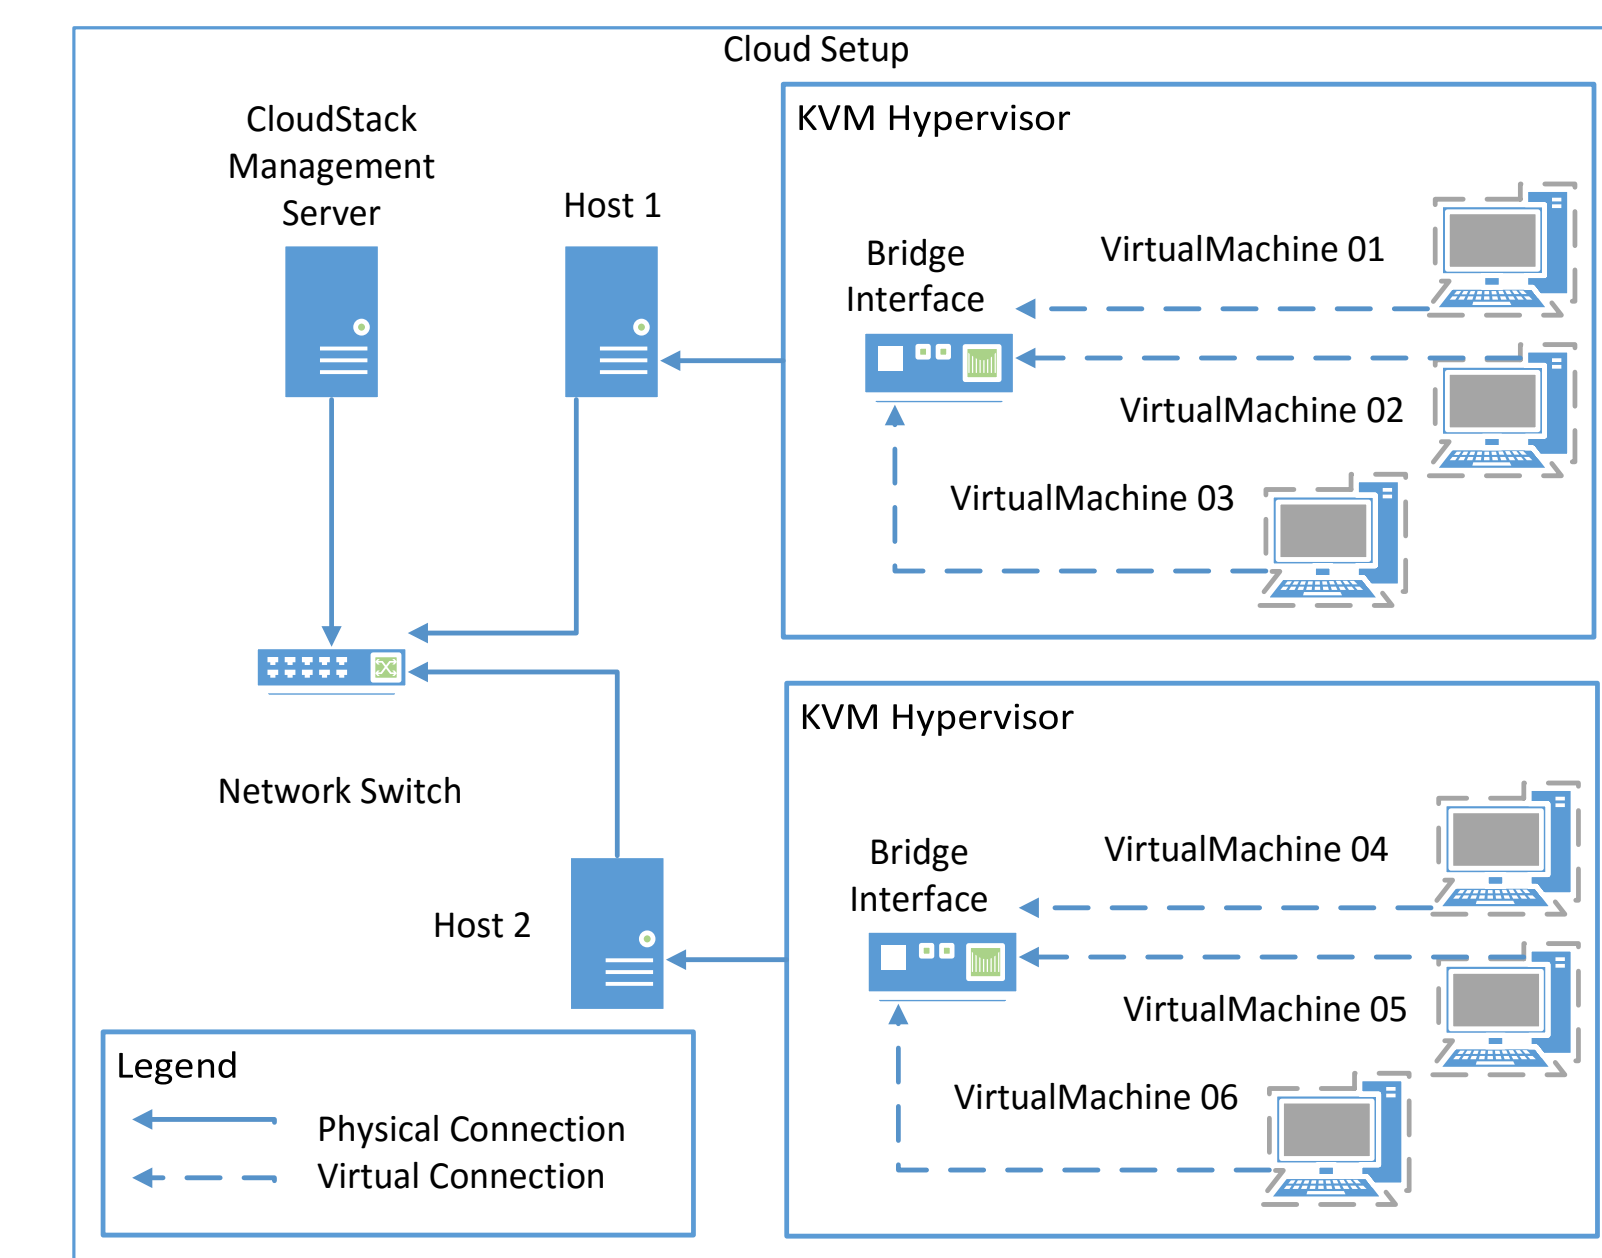 Cloud Setup
CloudStack
Management
Server
Host 1
KVM Hypervisor
Bridge
Interface
VirtualMachine 01
VirtualMachine 02
VirtualMachine 03
Network Switch
Host 2
KVM Hypervisor
Bridge
Interface
VirtualMachine 04
VirtualMachine 05
VirtualMachine 06
Legend
Physical Connection
Virtual Connection